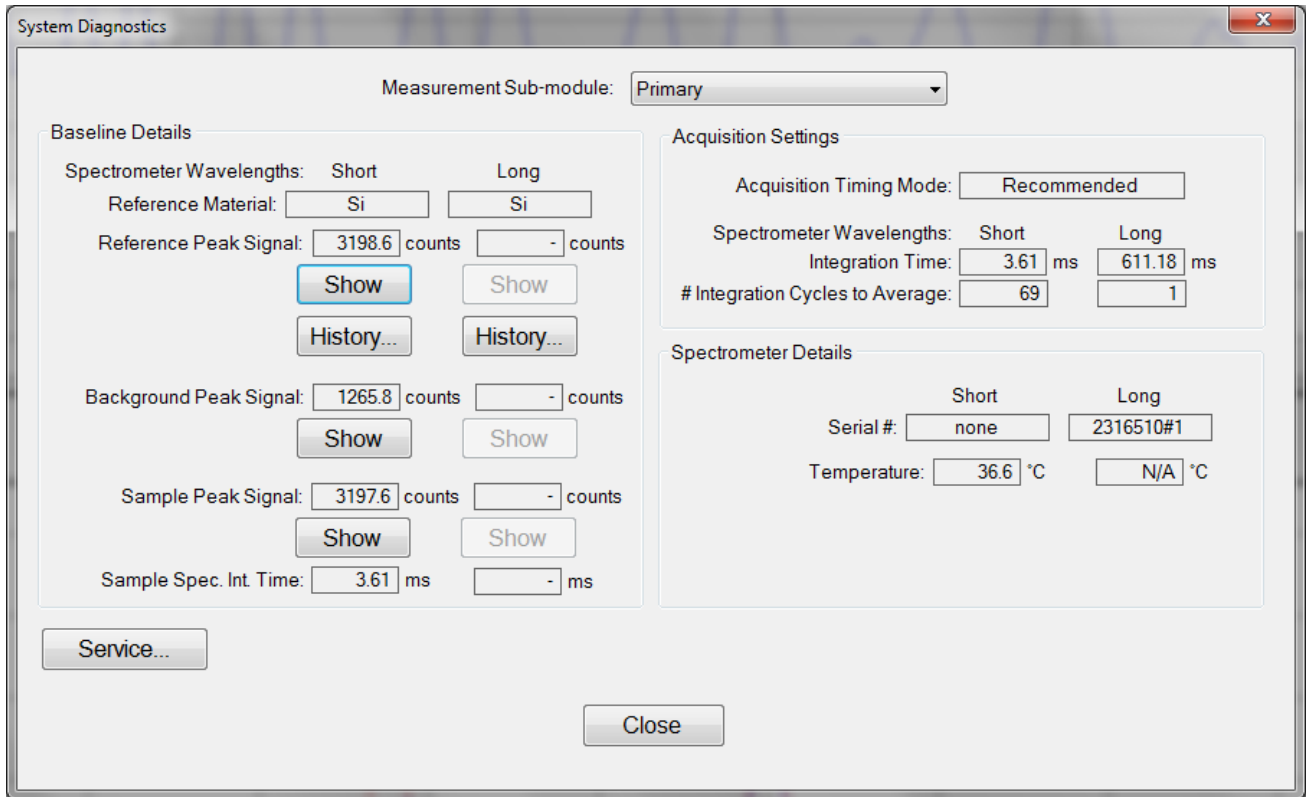 System Diagnostics
x
Measurement Sub-module: Primary
Baseline Details
Spectrometer Wavelengths: Short Long
Reference Material: Si Si
Reference Peak Signal: 3198.6 counts - counts
Show Show
History... History...
Background Peak Signal: 1265.8 counts - counts
Show Show
Sample Peak Signal: 3197.6 counts - counts
Show Show
Sample Spec. Int. Time: 3.61 ms - ms
Acquisition Settings
Acquisition Timing Mode: Recommended
Spectrometer Wavelengths: Short Long
Integration Time: 3.61 ms 611.18 ms
# Integration Cycles to Average: 69 1
Spectrometer Details
Short Long
Serial #: none 2316510#1
Temperature: 36.6 °C N/A °C
Service...
Close